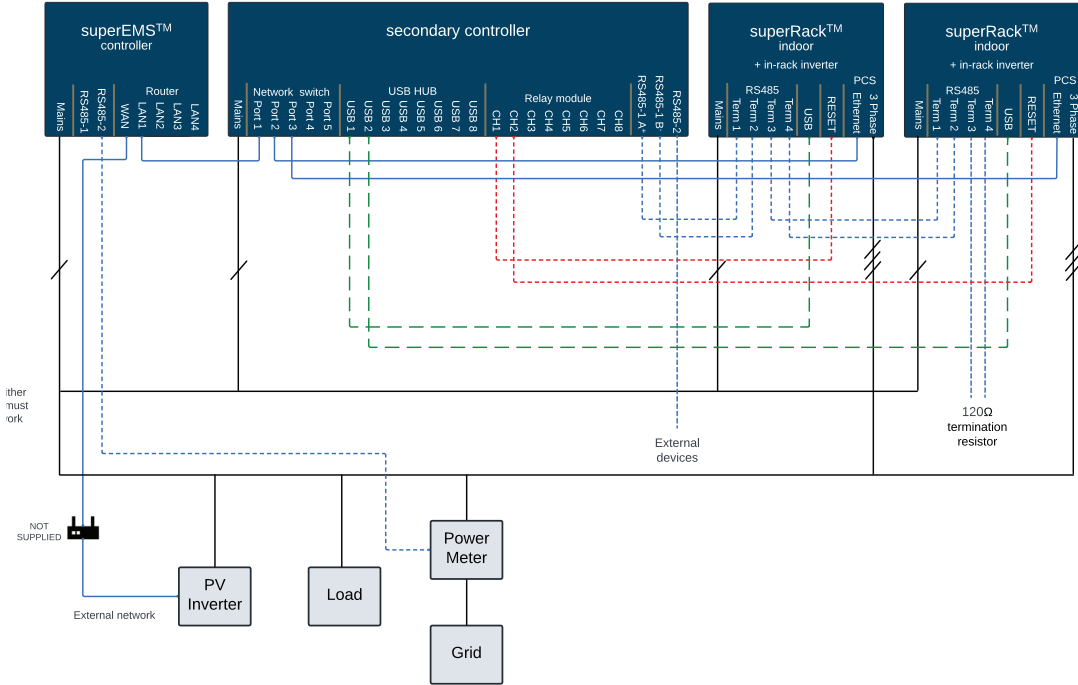 superEMS™
controller
Router
Mains
RS485-1
RS485-2
WAN
LAN1
LAN2
LAN3
LAN4
secondary controller
Network switch
USB HUB
Relay module
Mains
Port 1
Port 2
Port 3
Port 4
Port 5
USB 1
USB 2
USB 3
USB 4
USB 5
USB 6
USB 7
USB 8
CH1
CH2
CH3
CH4
CH5
CH6
CH7
CH8
RS485-1 A
RS485-1 B
RS485-2
superRack™
indoor
+ in-rack inverter
RS485
PCS
Mains
Term 1
Term 2
Term 3
Term 4
USB
RESET
Ethernet
3 Phase
superRack™
indoor
+ in-rack inverter
RS485
PCS
Mains
Term 1
Term 2
Term 3
Term 4
USB
RESET
Ethernet
3 Phase
must
120Ω
termination
resistor
External
devices
NOT
SUPPLIED
External network
PV
Inverter
Load
Power
Meter
Grid